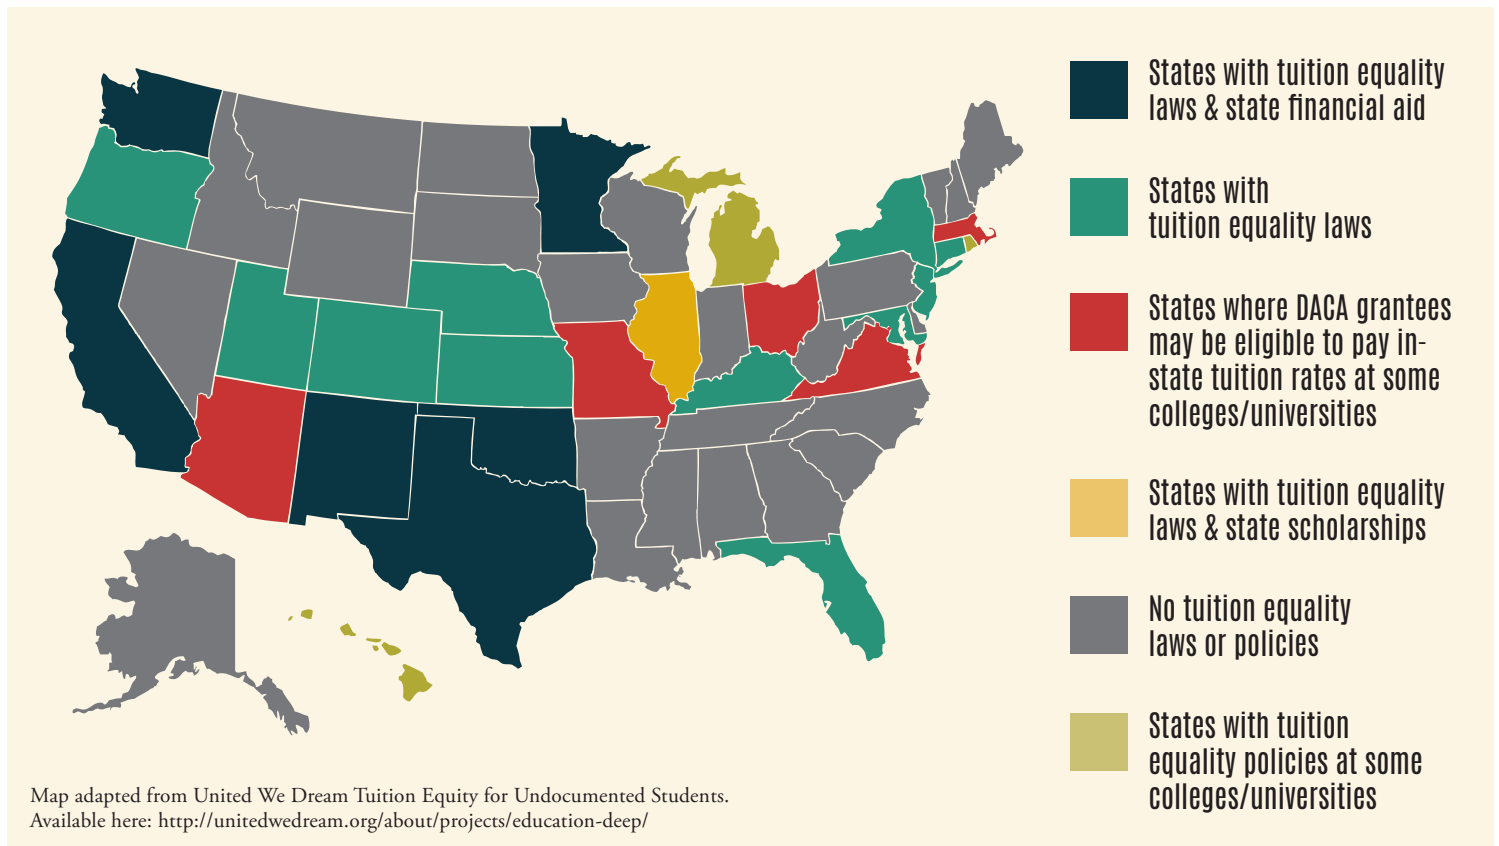 States with tuition equality
laws & state financial aid
States with
tuition equality laws
States where DACA grantees
may be eligible to pay in-
state tuition rates at some
colleges/universities
States with tuition equality
laws & state scholarships
No tuition equality
laws or policies
States with tuition
equality policies at some
colleges/universities
Map adapted from United We Dream Tuition Equity for Undocumented Students.
Available here: http://unitedwedream.org/about/projects/education-deep/